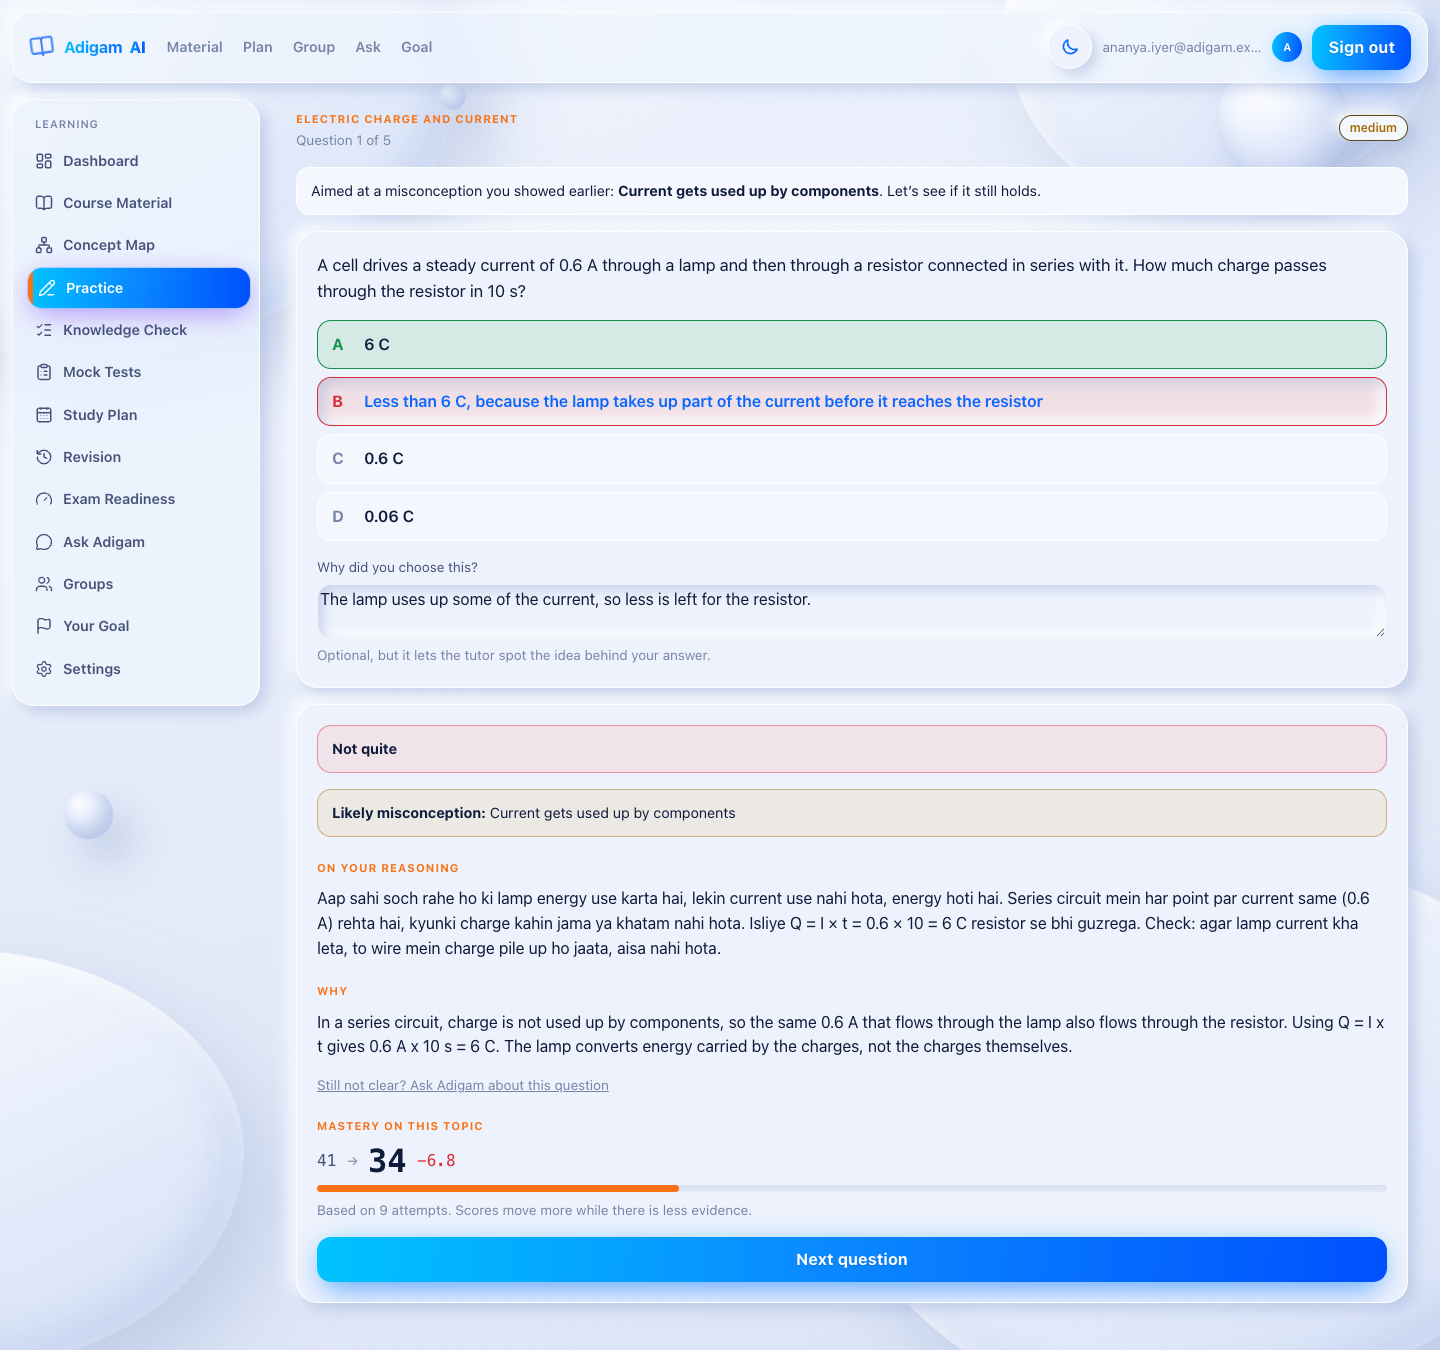 Adigam AI
Material
Plan
Group
Ask
Goal
ananya.iyer@adigam.ex...
A
Sign out
LEARNING
Dashboard
Course Material
Concept Map
Practice
Knowledge Check
Mock Tests
Study Plan
Revision
Exam Readiness
Ask Adigam
Groups
Your Goal
Settings
ELECTRIC CHARGE AND CURRENT
Question 1 of 5
medium
Aimed at a misconception you showed earlier: Current gets used up by components. Let's see if it still holds.
A cell drives a steady current of 0.6 A through a lamp and then through a resistor connected in series with it. How much charge passes
through the resistor in 10 s?
A 6 C
B Less than 6 C, because the lamp takes up part of the current before it reaches the resistor
C 0.6 C
D 0.06 C
Why did you choose this?
The lamp uses up some of the current, so less is left for the resistor.
Optional, but it lets the tutor spot the idea behind your answer.
Not quite
Likely misconception: Current gets used up by components
ON YOUR REASONING
Aap sahi soch rahe ho ki lamp energy use karta hai, lekin current use nahi hota, energy hoti hai. Series circuit mein har point par current same (0.6
A) rehta hai, kyunki charge kahin jama ya khatam nahi hota. Isliye Q = I × t = 0.6 × 10 = 6 C resistor se bhi guzrega. Check: agar lamp current kha
leta, to wire mein charge pile up ho jaata, aisa nahi hota.
WHY
In a series circuit, charge is not used up by components, so the same 0.6 A that flows through the lamp also flows through the resistor. Using Q = I x
t gives 0.6 A x 10 s = 6 C. The lamp converts energy carried by the charges, not the charges themselves.
Still not clear? Ask Adigam about this question
MASTERY ON THIS TOPIC
41 → 34 −6.8
Based on 9 attempts. Scores move more while there is less evidence.
Next question